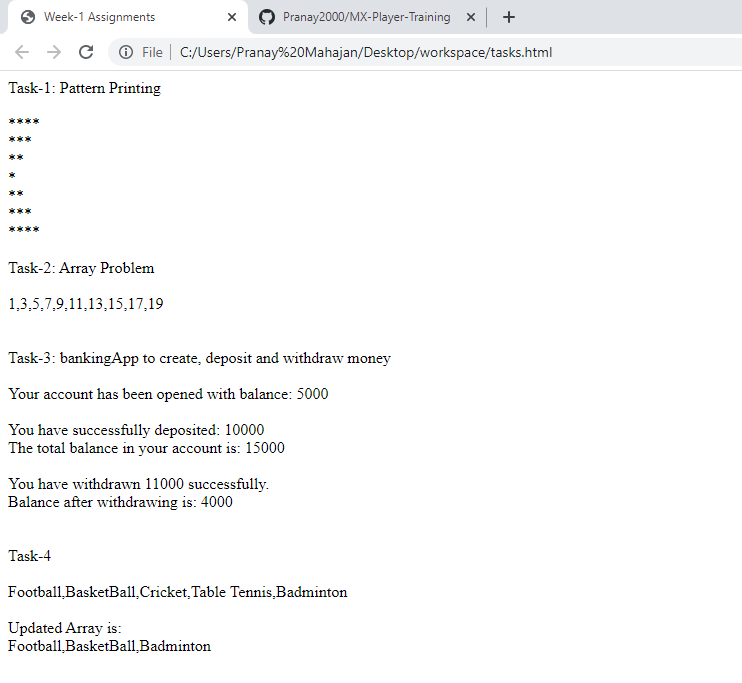 Week-1 Assignments
Pranay2000/MX-Player-Training
File
C:/Users/Pranay%20Mahajan/Desktop/workspace/tasks.html
Task-1: Pattern Printing
****
***
**
*
**
***
****
Task-2: Array Problem
1,3,5,7,9,11,13,15,17,19
Task-3: bankingApp to create, deposit and withdraw money
Your account has been opened with balance: 5000
You have successfully deposited: 10000
The total balance in your account is: 15000
You have withdrawn 11000 successfully.
Balance after withdrawing is: 4000
Task-4
Football,BasketBall,Cricket,Table Tennis,Badminton
Updated Array is:
Football,BasketBall,Badminton